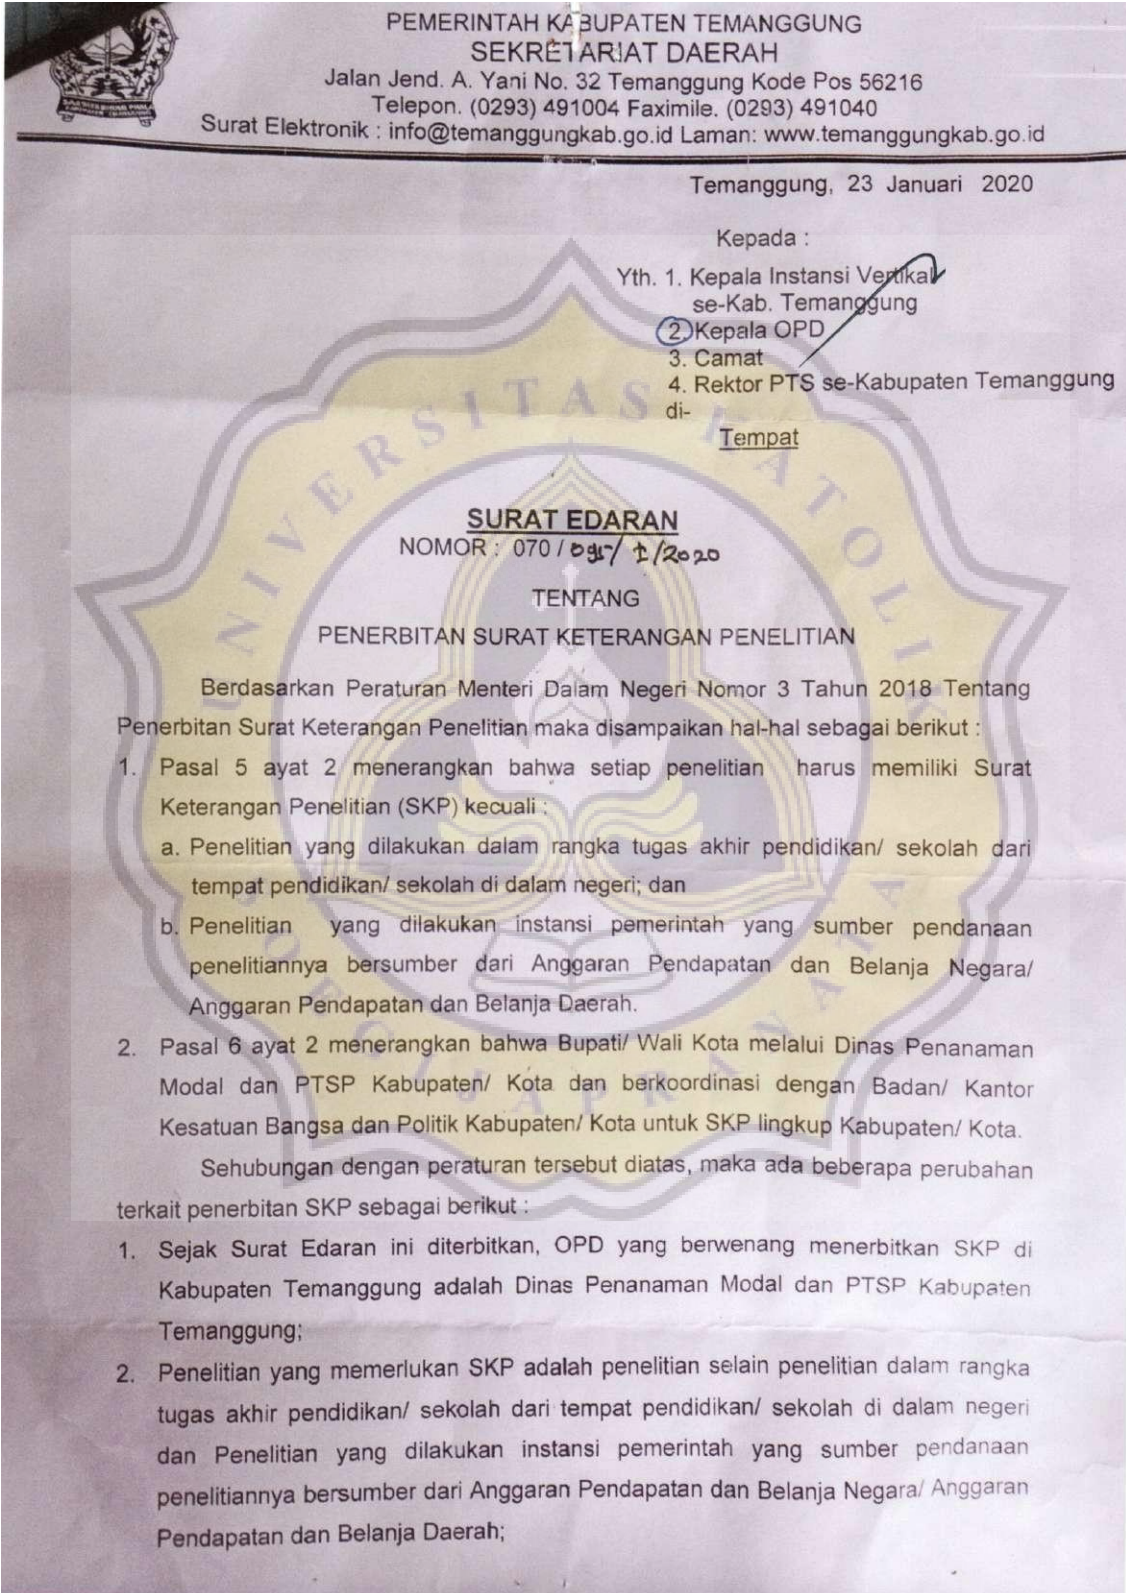 PEMERINTAH KABUPATEN TEMANGGUNG
SEKRETARIAT DAERAH
Jalan Jend. A. Yani No. 32 Temanggung Kode Pos 56216
Telepon. (0293) 491004 Faximile. (0293) 491040
Surat Elektronik : info@temanggungkab.go.id Laman: www.temanggungkab.go.id
Temanggung, 23 Januari 2020
Kepada :
Yth. 1. Kepala Instansi Vertikal
se-Kab. Temanggung
2. Kepala OPD
3. Camat
4. Rektor PTS se-Kabupaten Temanggung
di-
Tempat
SURAT EDARAN
NOMOR : 070 / / I /2020
TENTANG
PENERBITAN SURAT KETERANGAN PENELITIAN
Berdasarkan Peraturan Menteri Dalam Negeri Nomor 3 Tahun 2018 Tentang
Penerbitan Surat Keterangan Penelitian maka disampaikan hal-hal sebagai berikut :
1. Pasal 5 ayat 2 menerangkan bahwa setiap penelitian harus memiliki Surat
Keterangan Penelitian (SKP) kecuali :
a. Penelitian yang dilakukan dalam rangka tugas akhir pendidikan/ sekolah dari
tempat pendidikan/ sekolah di dalam negeri; dan
b. Penelitian yang dilakukan instansi pemerintah yang sumber pendanaan
penelitiannya bersumber dari Anggaran Pendapatan dan Belanja Negara/
Anggaran Pendapatan dan Belanja Daerah.
2. Pasal 6 ayat 2 menerangkan bahwa Bupati/ Wali Kota melalui Dinas Penanaman
Modal dan PTSP Kabupaten/ Kota dan berkoordinasi dengan Badan/ Kantor
Kesatuan Bangsa dan Politik Kabupaten/ Kota untuk SKP lingkup Kabupaten/ Kota.
Sehubungan dengan peraturan tersebut diatas, maka ada beberapa perubahan
terkait penerbitan SKP sebagai berikut :
1. Sejak Surat Edaran ini diterbitkan, OPD yang berwenang menerbitkan SKP di
Kabupaten Temanggung adalah Dinas Penanaman Modal dan PTSP Kabupaten
Temanggung;
2. Penelitian yang memerlukan SKP adalah penelitian selain penelitian dalam rangka
tugas akhir pendidikan/ sekolah dari tempat pendidikan/ sekolah di dalam negeri
dan Penelitian yang dilakukan instansi pemerintah yang sumber pendanaan
penelitiannya bersumber dari Anggaran Pendapatan dan Belanja Negara/ Anggaran
Pendapatan dan Belanja Daerah;
UNIVERSITAS KATOLIK
SOEGIJAPRANATA